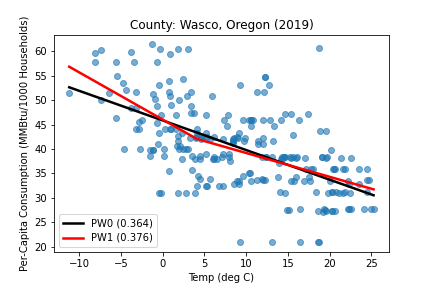 County: Wasco, Oregon (2019)
Per-Capita Consumption (MMBtu/1000 Households)
60
55
50
45
40
35
30
25
20
PW0 (0.364)
PW1 (0.376)
−10 −5 0 5 10 15 20 25
Temp (deg C)